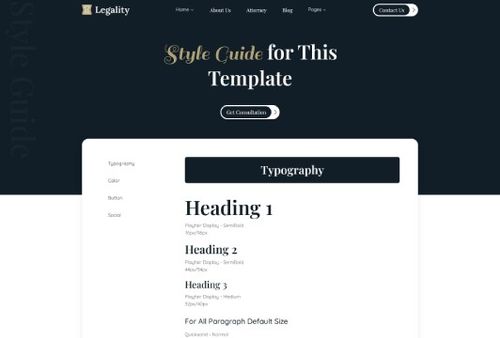 Legality
Home
About Us
Attorney
Blog
Pages
Contact Us
Style Guide
Style Guide for This
Template
Get Consultation
Typography
Color
Button
Social
Typography
Heading 1
Playfair Display - SemiBold
Heading 2
Playfair Display - SemiBold
44px/54px
Heading 3
Playfair Display - Medium
32px/40px
For All Paragraph Default Size
Quicksand - Normal